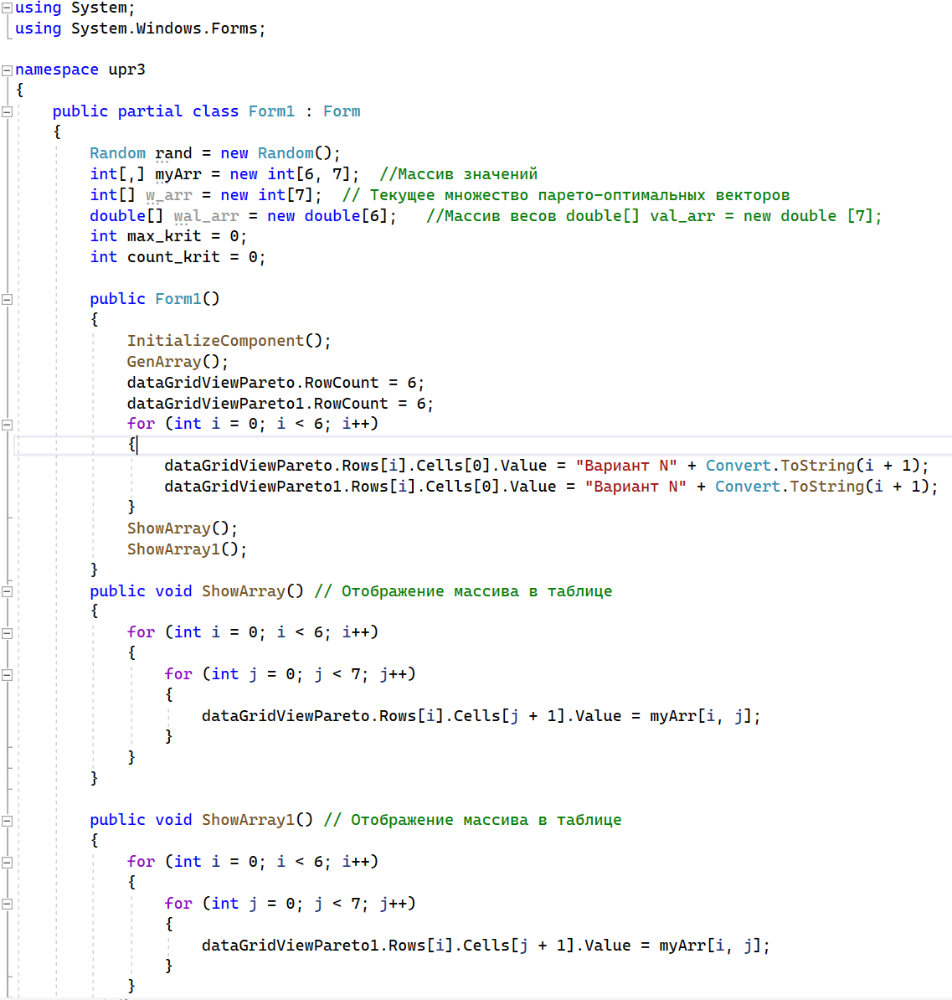 using System;
using System.Windows.Forms;
namespace upr3
{
public partial class Form1 : Form
{
Random rand = new Random();
int[,] myArr = new int[6, 7];  //Массив значений
int[] w_arr = new int[7];  // Текущее множество парето-оптимальных векторов
double[] wal_arr = new double[6];   //Массив весов double[] val_arr = new double [7];
int max_krit = 0;
int count_krit = 0;
public Form1()
{
InitializeComponent();
GenArray();
dataGridViewPareto.RowCount = 6;
dataGridViewPareto1.RowCount = 6;
for (int i = 0; i < 6; i++)
{
dataGridViewPareto.Rows[i].Cells[0].Value = "Вариант N" + Convert.ToString(i + 1);
dataGridViewPareto1.Rows[i].Cells[0].Value = "Вариант N" + Convert.ToString(i + 1);
}
ShowArray();
ShowArray1();
}
public void ShowArray() // Отображение массива в таблице
{
for (int i = 0; i < 6; i++)
{
for (int j = 0; j < 7; j++)
{
dataGridViewPareto.Rows[i].Cells[j + 1].Value = myArr[i, j];
}
}
}
public void ShowArray1() // Отображение массива в таблице
{
for (int i = 0; i < 6; i++)
{
for (int j = 0; j < 7; j++)
{
dataGridViewPareto1.Rows[i].Cells[j + 1].Value = myArr[i, j];
}
}